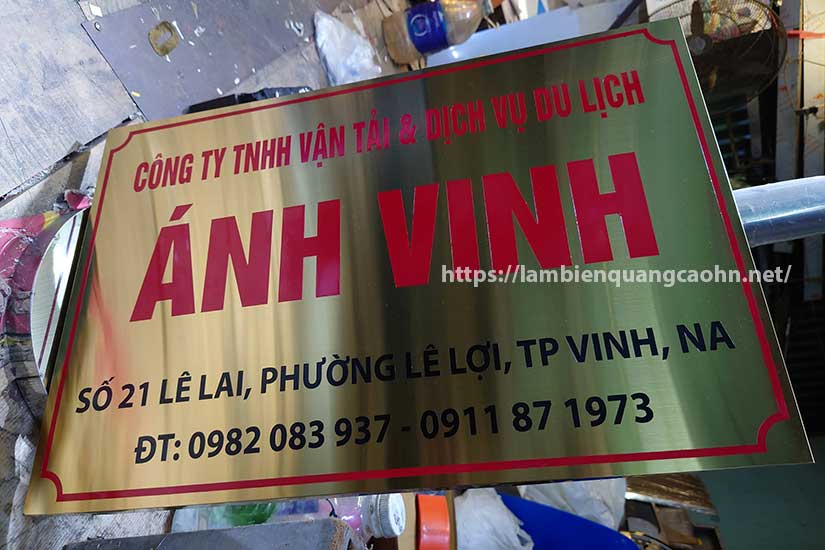 CÔNG TY TNHH VẬN TẢI & DỊCH VỤ DU LỊCH
ÁNH VINH
https://lambienquangcaohn.net/
SỐ 21 LÊ LAI, PHƯỜNG LÊ LỢI, TP VINH, NA
ĐT: 0982 083 937 - 0911 87 1973